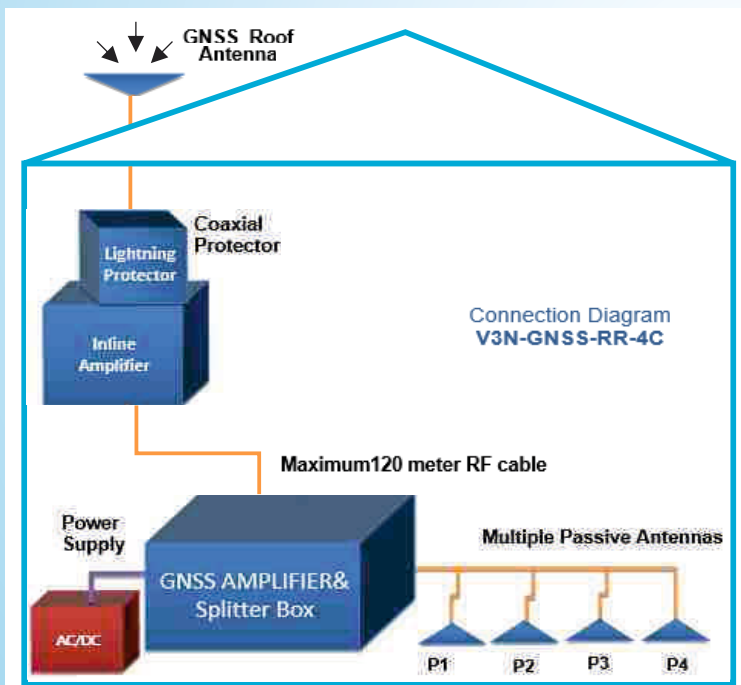 GNSS Roof
Antenna
Coaxial
Protector
Lightning
Protector
Inline
Amplifier
Connection Diagram
V3N-GNSS-RR-4C
Maximum120 meter RF cable
Power
Supply
Multiple Passive Antennas
GNSS AMPLIFIER&
Splitter Box
AC/DC
P1 P2 P3 P4